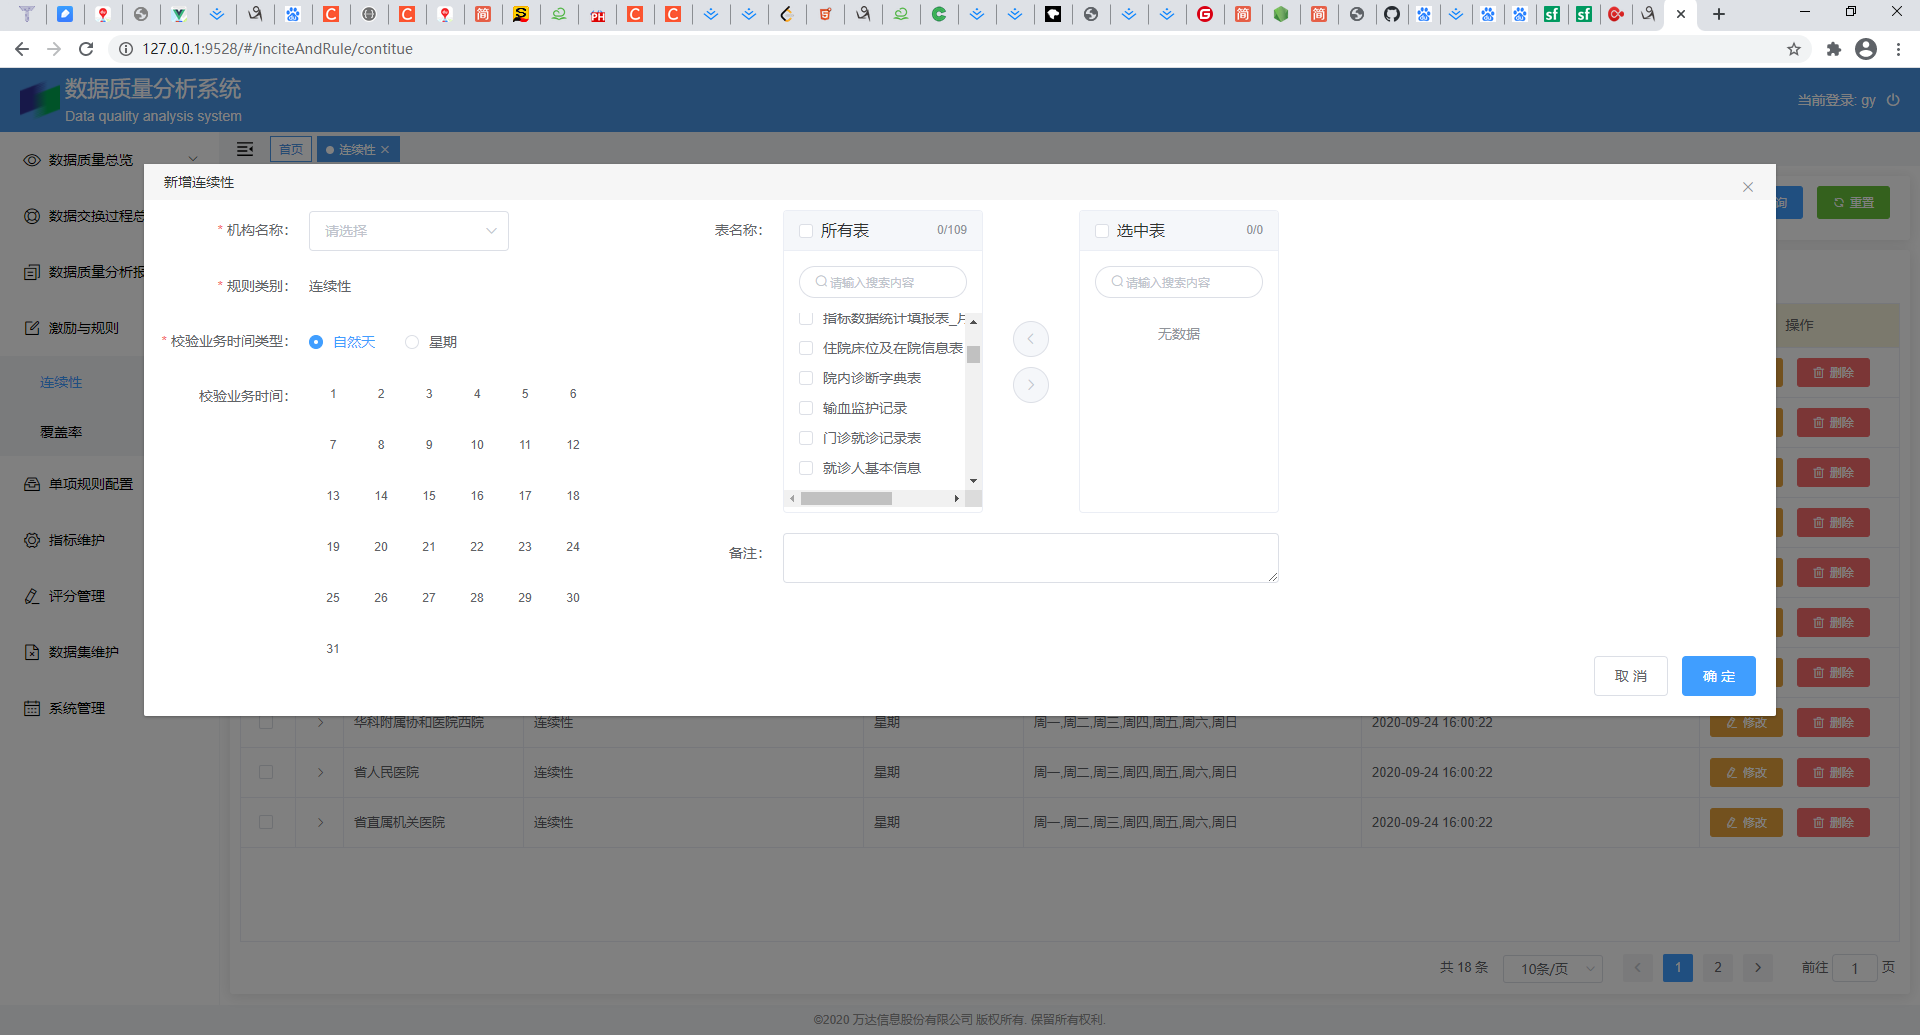 127.0.0.1:9528/#/inciteAndRule/contitue
数据质量分析系统
Data quality analysis system
当前登录: gy
数据质量总览
首页
连续性
新增连续性
数据交换过程总
数据质量分析报
激励与规则
连续性
覆盖率
单项规则配置
指标维护
评分管理
数据集维护
系统管理
* 机构名称:
请选择
* 规则类别:
连续性
* 校验业务时间类型:
自然天
星期
校验业务时间:
1 2 3 4 5 6
7 8 9 10 11 12
13 14 15 16 17 18
19 20 21 22 23 24
25 26 27 28 29 30
31
表名称:
所有表 0/109
请输入搜索内容
指标数据统计填报表_月
住院床位及在院信息表
院内诊断字典表
输血监护记录
门诊就诊记录表
就诊人基本信息
选中表 0/0
请输入搜索内容
无数据
备注:
取 消
确 定
询
重置
操作
删除
删除
删除
删除
删除
删除
删除
华科附属协和医院西院 连续性 星期 周一,周二,周三,周四,周五,周六,周日 2020-09-24 16:00:22 修改 删除
省人民医院 连续性 星期 周一,周二,周三,周四,周五,周六,周日 2020-09-24 16:00:22 修改 删除
省直属机关医院 连续性 星期 周一,周二,周三,周四,周五,周六,周日 2020-09-24 16:00:22 修改 删除
共 18 条 10条/页 1 2 前往 1 页
©2020 万达信息股份有限公司 版权所有. 保留所有权利.